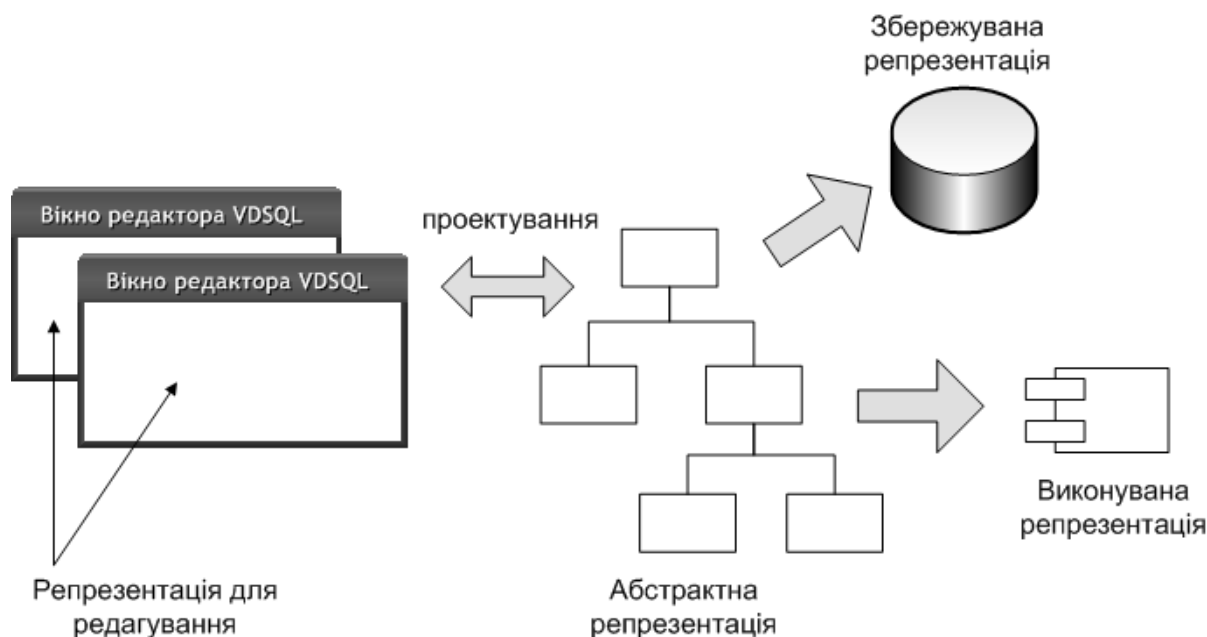 Збережувана
репрезентація
Вікно редактора VDSQL
Вікно редактора VDSQL
проектування
Виконувана
репрезентація
Репрезентація для
редагування
Абстрактна
репрезентація